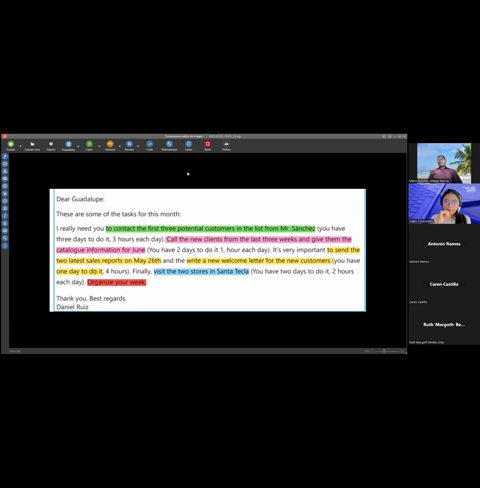 Dear Guadalupe:
These are some of the tasks for this month:
I really need you to contact the first three potential customers in the list from Mr. Sánchez (you have
three days to do it, 3 hours each day). Call the new clients from the last three weeks and give them the
catalogue information for June (You have 2 days to do it 1, hour each day). It's very important to send the
two latest sales reports on May 26th and the write a new welcome letter for the new customers (you have
one day to do it, 4 hours). Finally, visit the two stores in Santa Tecla (You have two days to do it, 2 hours
each day). Organize your week.
Thank you, Best regards.
Daniel Ruiz
Antonio Ramos
Antonio Ramos
Caren Castillo
Caren Castillo
Ruth Margoth Be...